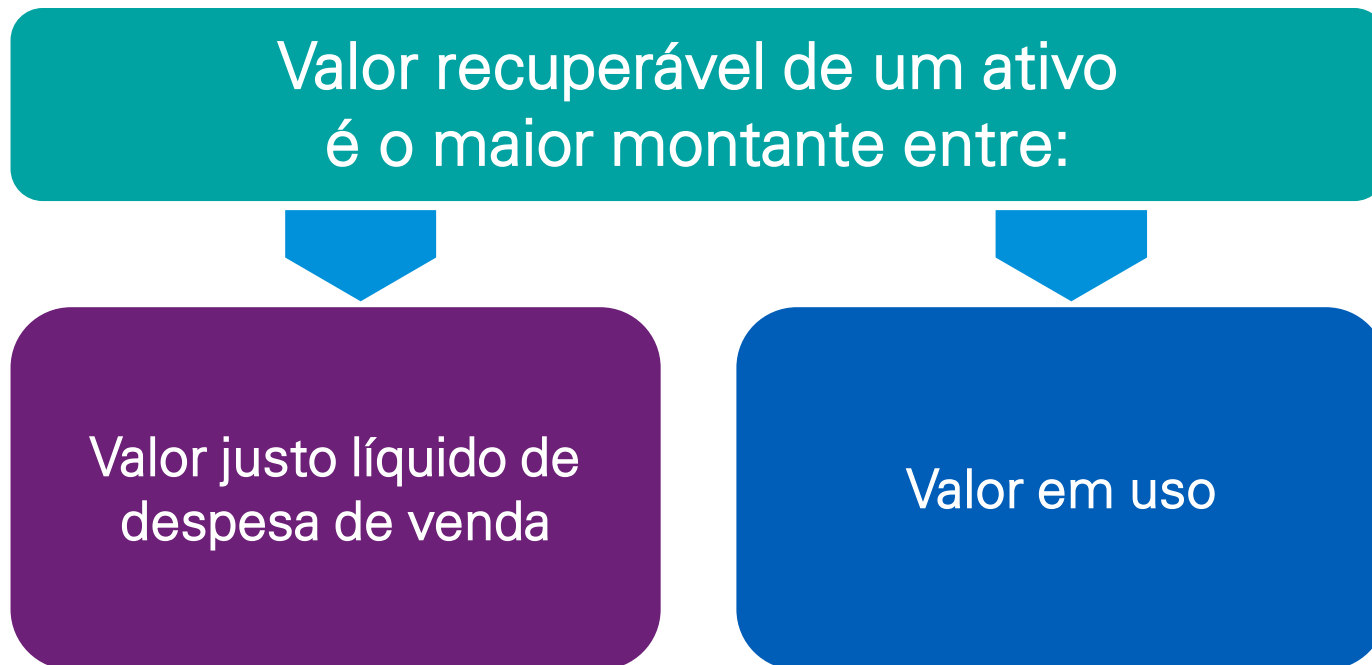 Valor recuperável de um ativo
é o maior montante entre:
Valor justo líquido de
despesa de venda
Valor em uso